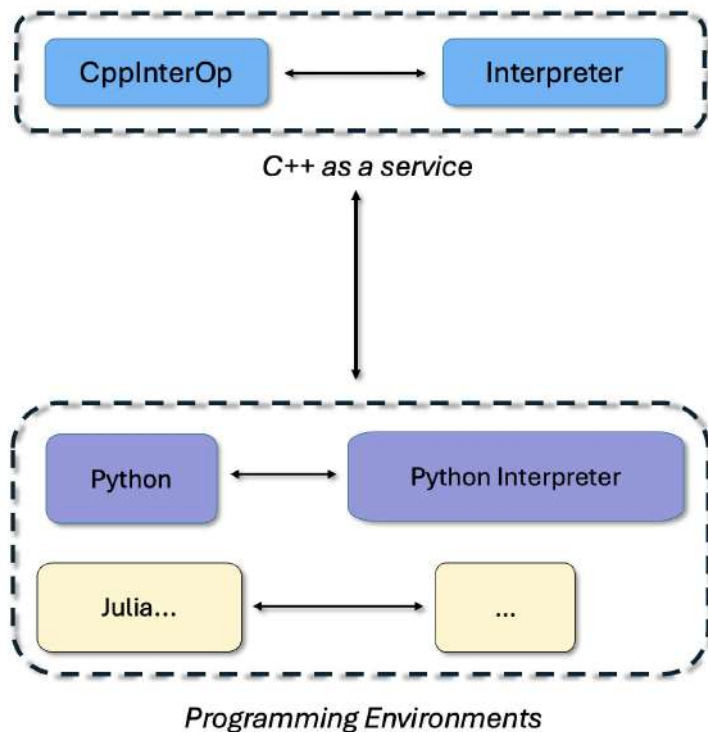 CppInterOp
Interpreter
C++ as a service
Python
Python Interpreter
Julia...
...
Programming Environments